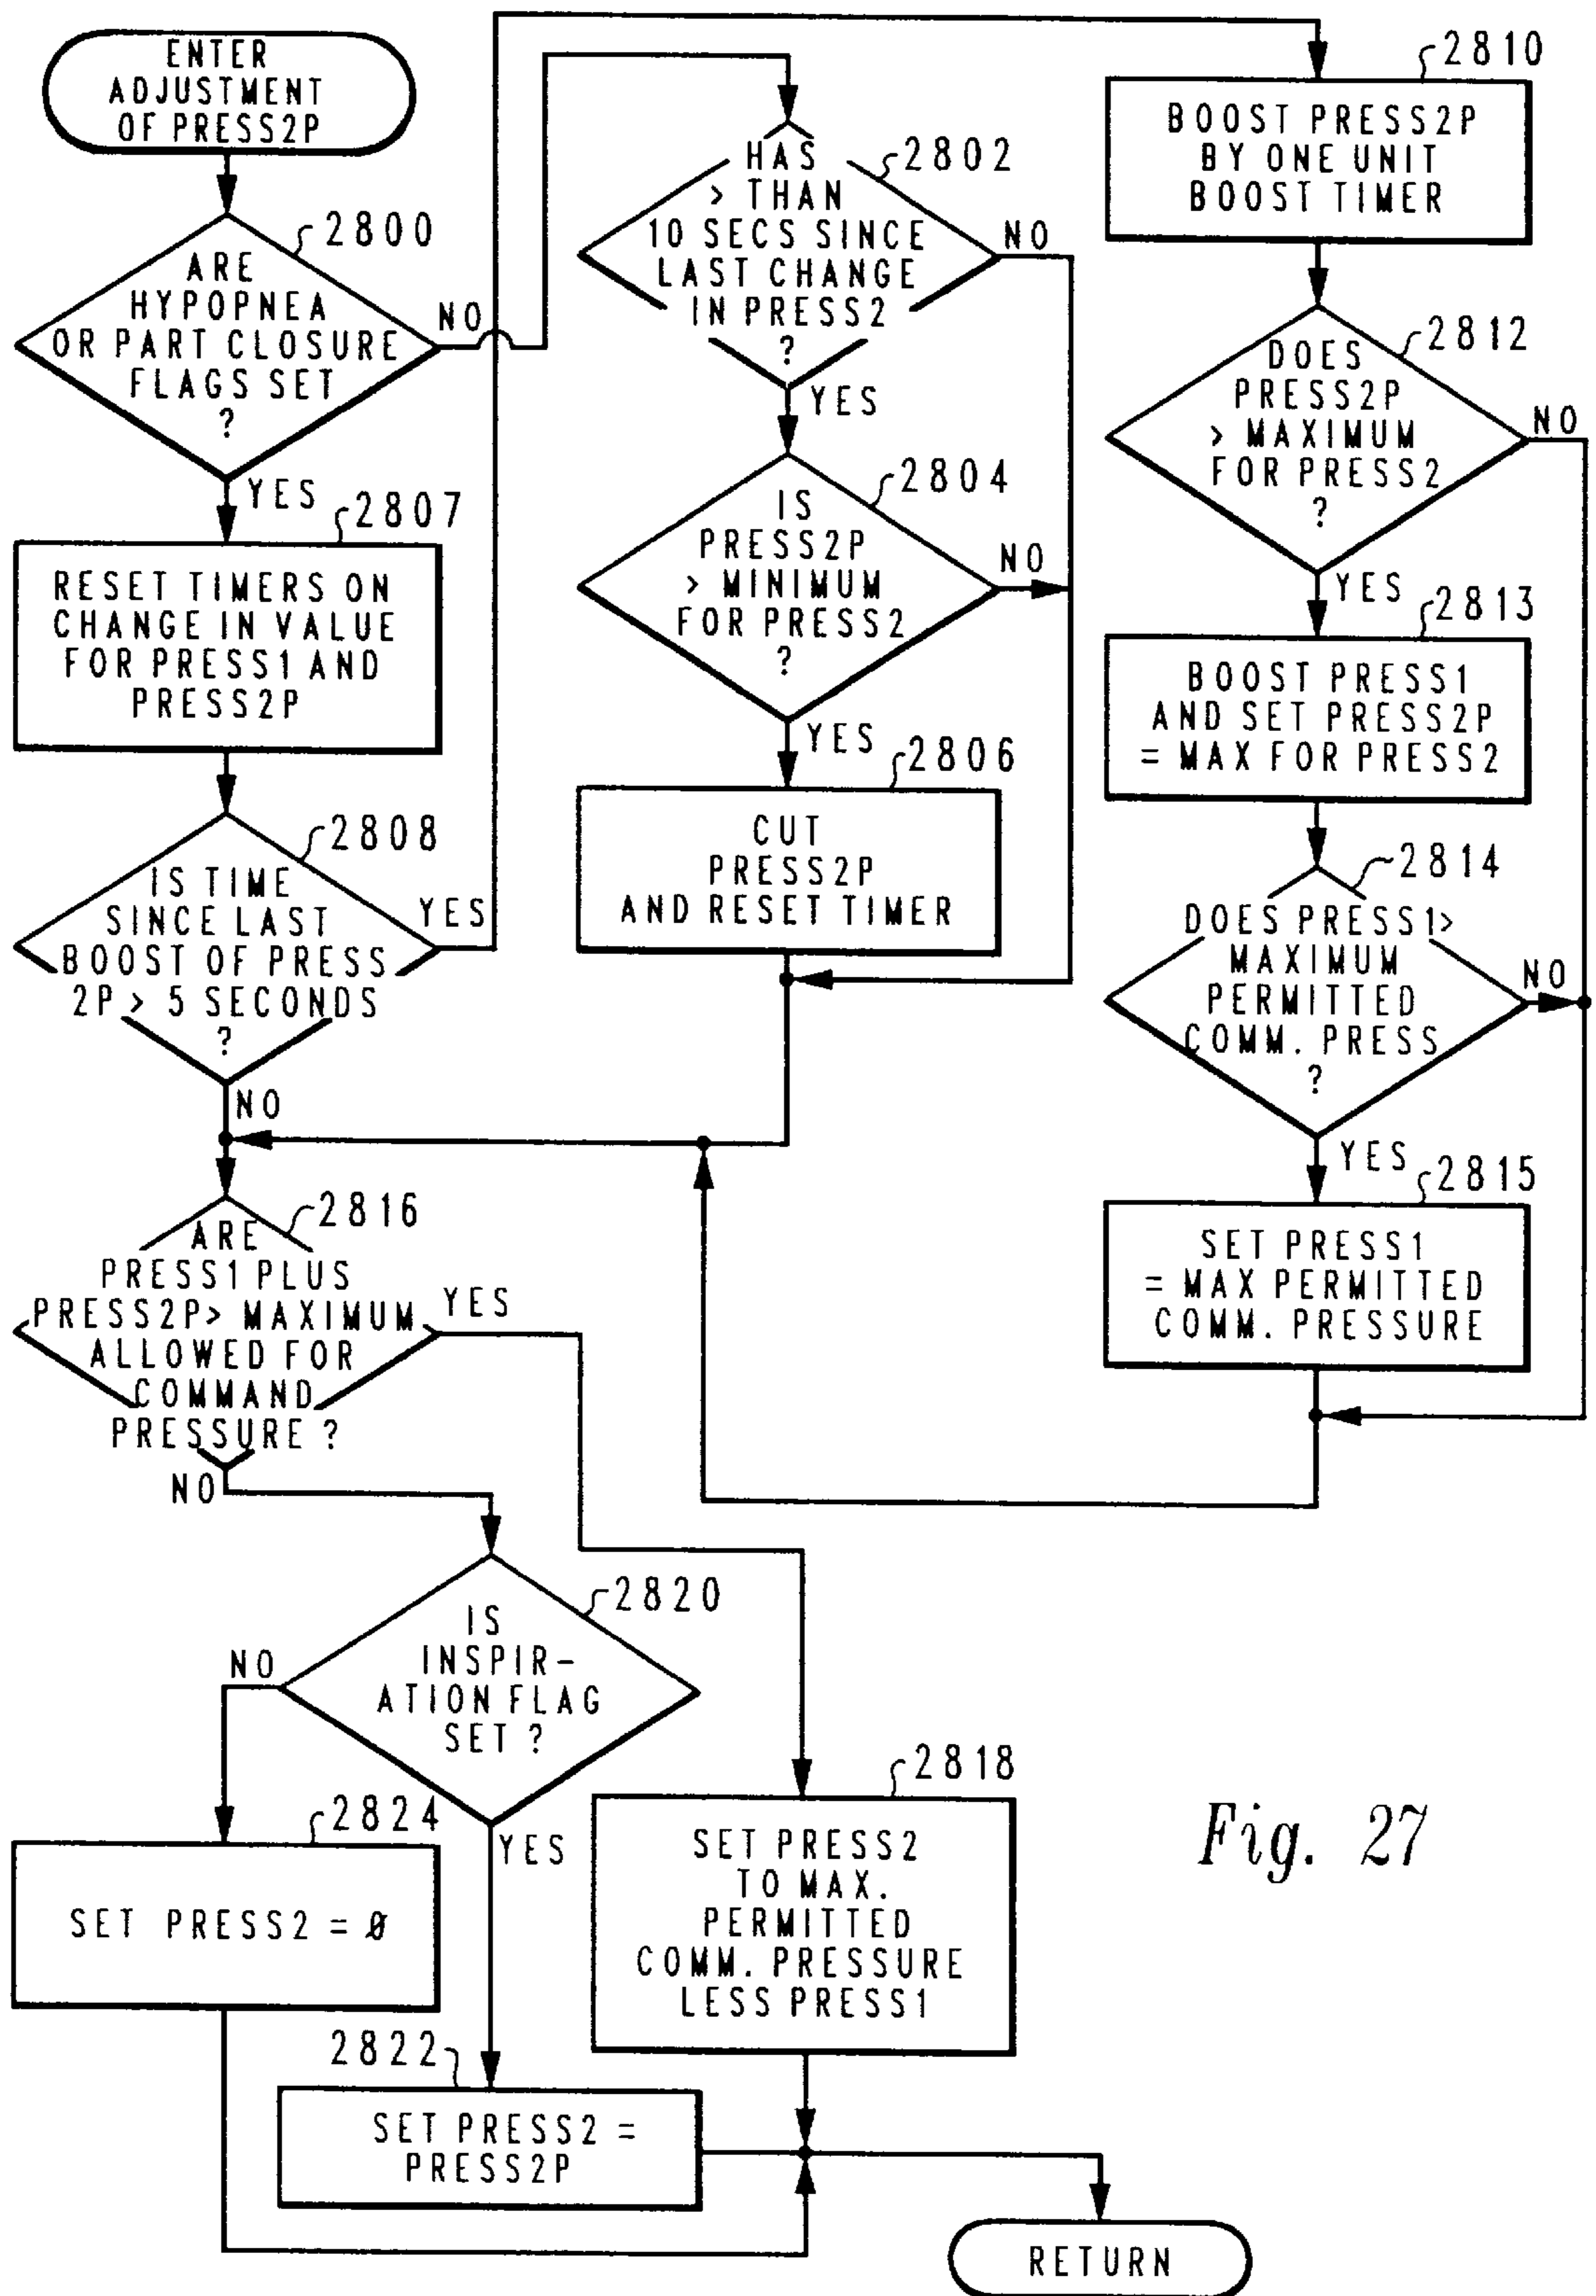 ENTER
ADJUSTMENT
OF PRESS2P
2800
ARE
HYPOPNEA
OR PART CLOSURE
FLAGS SET
?
NO
YES
2807
RESET TIMERS ON
CHANGE IN VALUE
FOR PRESS1 AND
PRESS2P
2808
IS TIME
SINCE LAST
BOOST OF PRESS
2P > 5 SECONDS
?
YES
NO
2802
HAS
> THAN
10 SECS SINCE
LAST CHANGE
IN PRESS2
?
NO
YES
2804
IS
PRESS2P
> MINIMUM
FOR PRESS2
?
NO
YES
2806
CUT
PRESS2P
AND RESET TIMER
2810
BOOST PRESS2P
BY ONE UNIT
BOOST TIMER
2812
DOES
PRESS2P
> MAXIMUM
FOR PRESS2
?
NO
YES
2813
BOOST PRESS1
AND SET PRESS2P
= MAX FOR PRESS2
2814
DOES PRESS1>
MAXIMUM
PERMITTED
COMM. PRESS
?
NO
YES
2815
SET PRESS1
= MAX PERMITTED
COMM. PRESSURE
2816
ARE
PRESS1 PLUS
PRESS2P> MAXIMUM
ALLOWED FOR
COMMAND
PRESSURE ?
YES
NO
2820
IS
INSPIR-
ATION FLAG
SET ?
NO
YES
2824
SET PRESS2 = Ø
2822
SET PRESS2 =
PRESS2P
2818
SET PRESS2
TO MAX.
PERMITTED
COMM. PRESSURE
LESS PRESS1
RETURN
Fig. 27